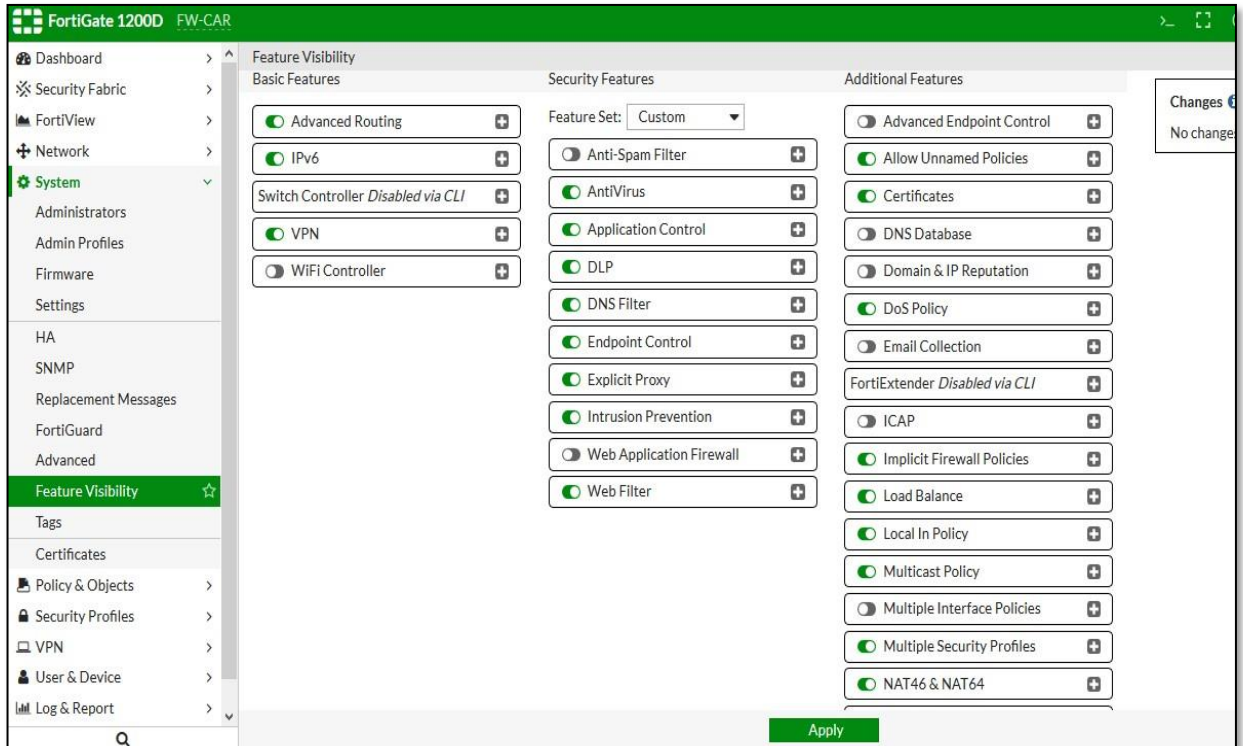 FortiGate 1200D FW-CAR
>_
Dashboard
Security Fabric
FortiView
Network
System
Administrators
Admin Profiles
Firmware
Settings
HA
SNMP
Replacement Messages
FortiGuard
Advanced
Feature Visibility
Tags
Certificates
Policy & Objects
Security Profiles
VPN
User & Device
Log & Report
Feature Visibility
Basic Features
Advanced Routing
IPv6
Switch Controller Disabled via CLI
VPN
WiFi Controller
Security Features
Feature Set: Custom
Anti-Spam Filter
AntiVirus
Application Control
DLP
DNS Filter
Endpoint Control
Explicit Proxy
Intrusion Prevention
Web Application Firewall
Web Filter
Additional Features
Advanced Endpoint Control
Allow Unnamed Policies
Certificates
DNS Database
Domain & IP Reputation
DoS Policy
Email Collection
FortiExtender Disabled via CLI
ICAP
Implicit Firewall Policies
Load Balance
Local In Policy
Multicast Policy
Multiple Interface Policies
Multiple Security Profiles
NAT46 & NAT64
Changes
No change
Apply